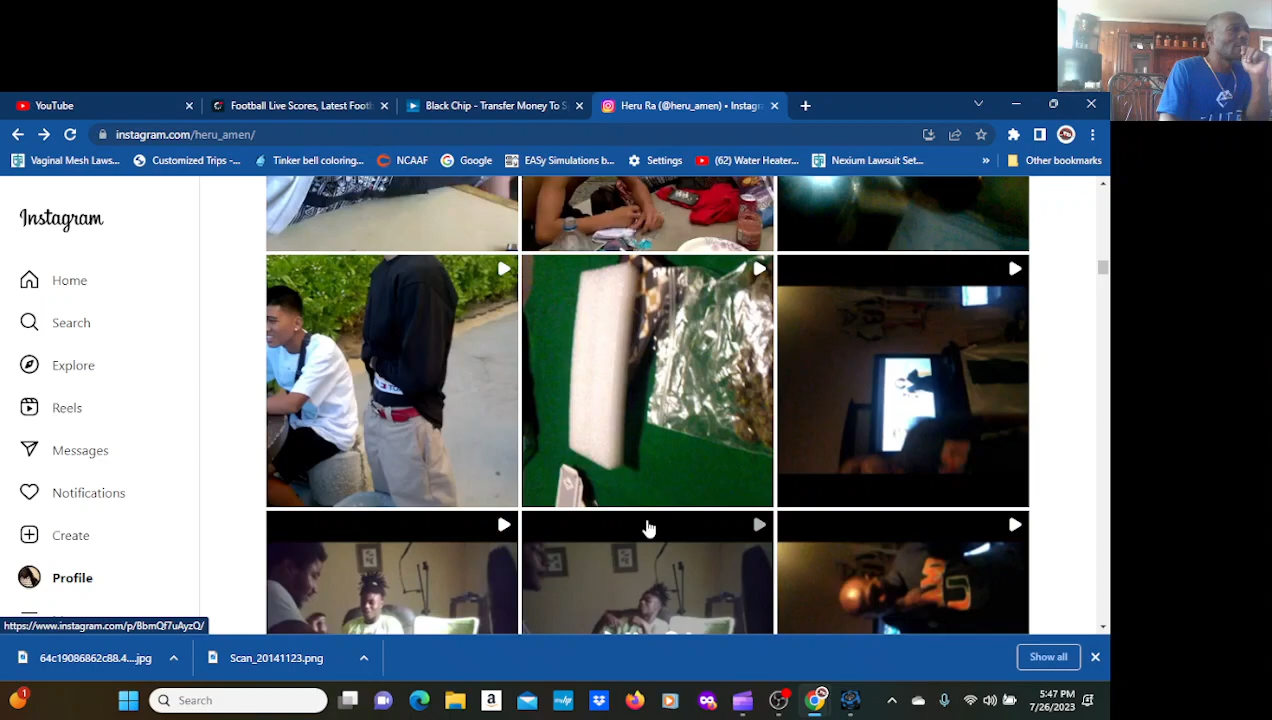 YouTube
Football Live Scores, Latest Footb
Black Chip - Transfer Money To S
Heru Ra (@heru_amen) • Instagra
instagram.com/heru_amen/
Vaginal Mesh Laws...
Customized Trips -...
Tinker bell coloring...
NCAAF
Google
EASy Simulations b...
Settings
(62) Water Heater...
Nexium Lawsuit Set...
»
Other bookmarks
Instagram
Home
Search
Explore
Reels
Messages
Notifications
Create
Profile
https://www.instagram.com/p/BbmQf7uAyzQ/
64c19086862c88.4....jpg
Scan_20141123.png
Show all
1
Search
5:47 PM
7/26/2023